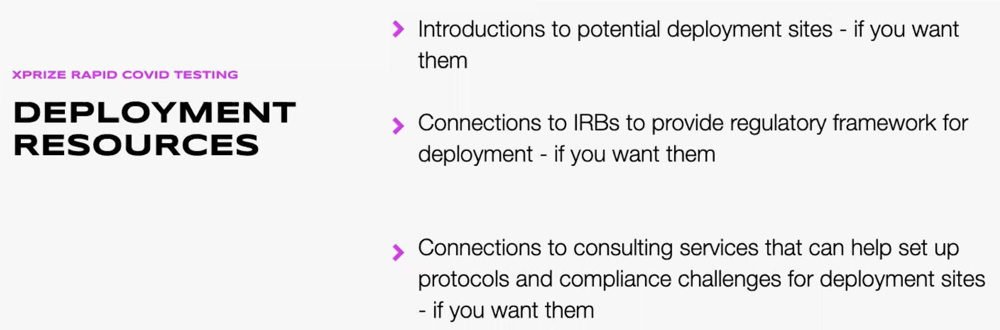 XPRIZE RAPID COVID TESTING
DEPLOYMENT
RESOURCES
Introductions to potential deployment sites - if you want
them
Connections to IRBs to provide regulatory framework for
deployment - if you want them
Connections to consulting services that can help set up
protocols and compliance challenges for deployment sites
- if you want them